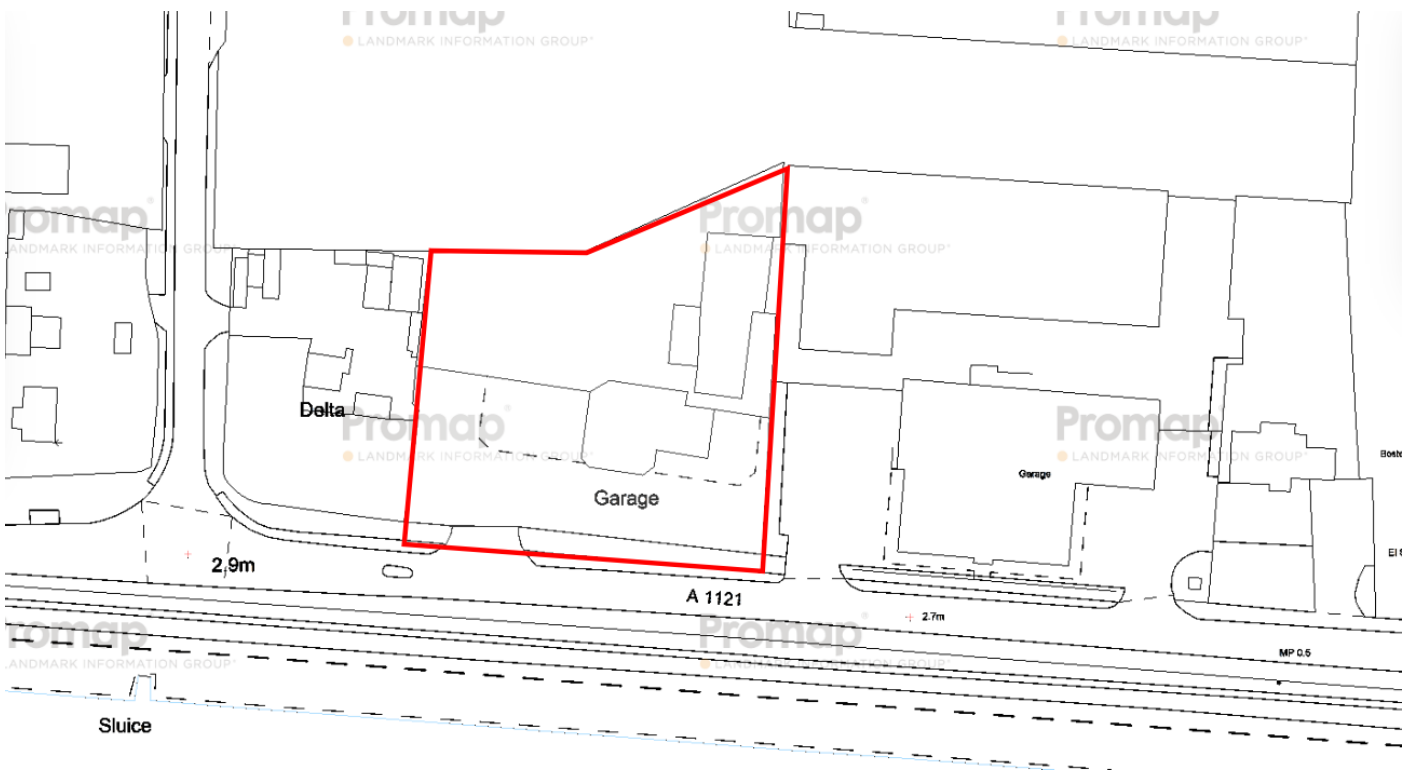 Promap
LANDMARK INFORMATION GROUP®
Promap
LANDMARK INFORMATION GROUP®
Promap®
LANDMARK INFORMATION GROUP®
Promap®
LANDMARK INFORMATION GROUP®
Delta
Promap®
LANDMARK INFORMATION GROUP®
Promap®
LANDMARK INFORMATION GROUP®
Garage
Garage
2.9m
A 1121
2.7m
Promap®
LANDMARK INFORMATION GROUP®
Promap®
LANDMARK INFORMATION GROUP®
MP 0.5
Sluice